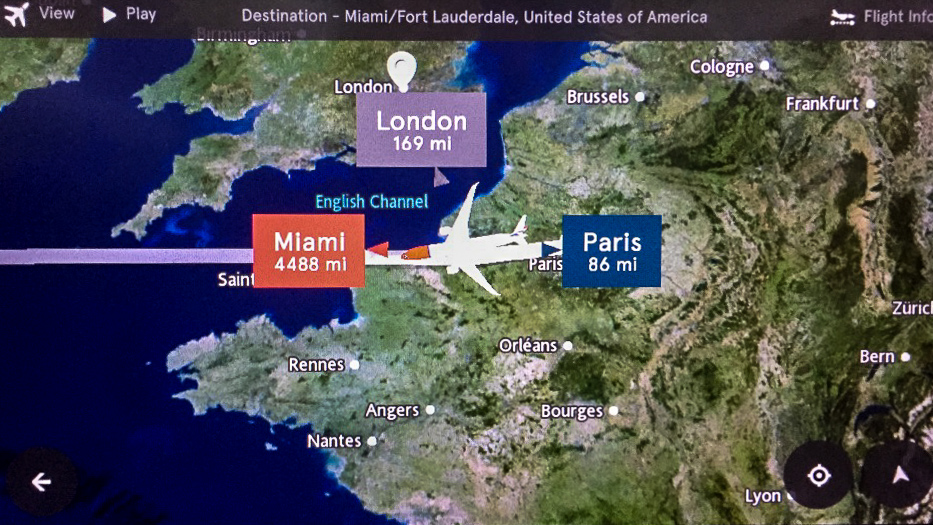 View
Play
Destination - Miami/Fort Lauderdale, United States of America
Flight Info
Birmingham
London
Cologne
Brussels
Frankfurt
London
169 mi
English Channel
Miami
4488 mi
Paris
86 mi
Paris
Saint
Zürich
Orléans
Rennes
Bern
Angers
Bourges
Nantes
Lyon